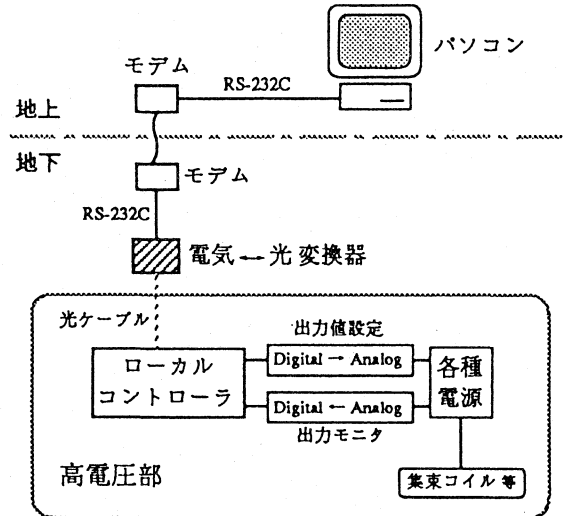 パソコン
モデム
RS-232C
地上
地下
モデム
RS-232C
電気↔光変換器
光ケーブル
出力値設定
ローカル
コントローラ
Digital → Analog
各種
電源
Digital ← Analog
出力モニタ
高電圧部
集束コイル等